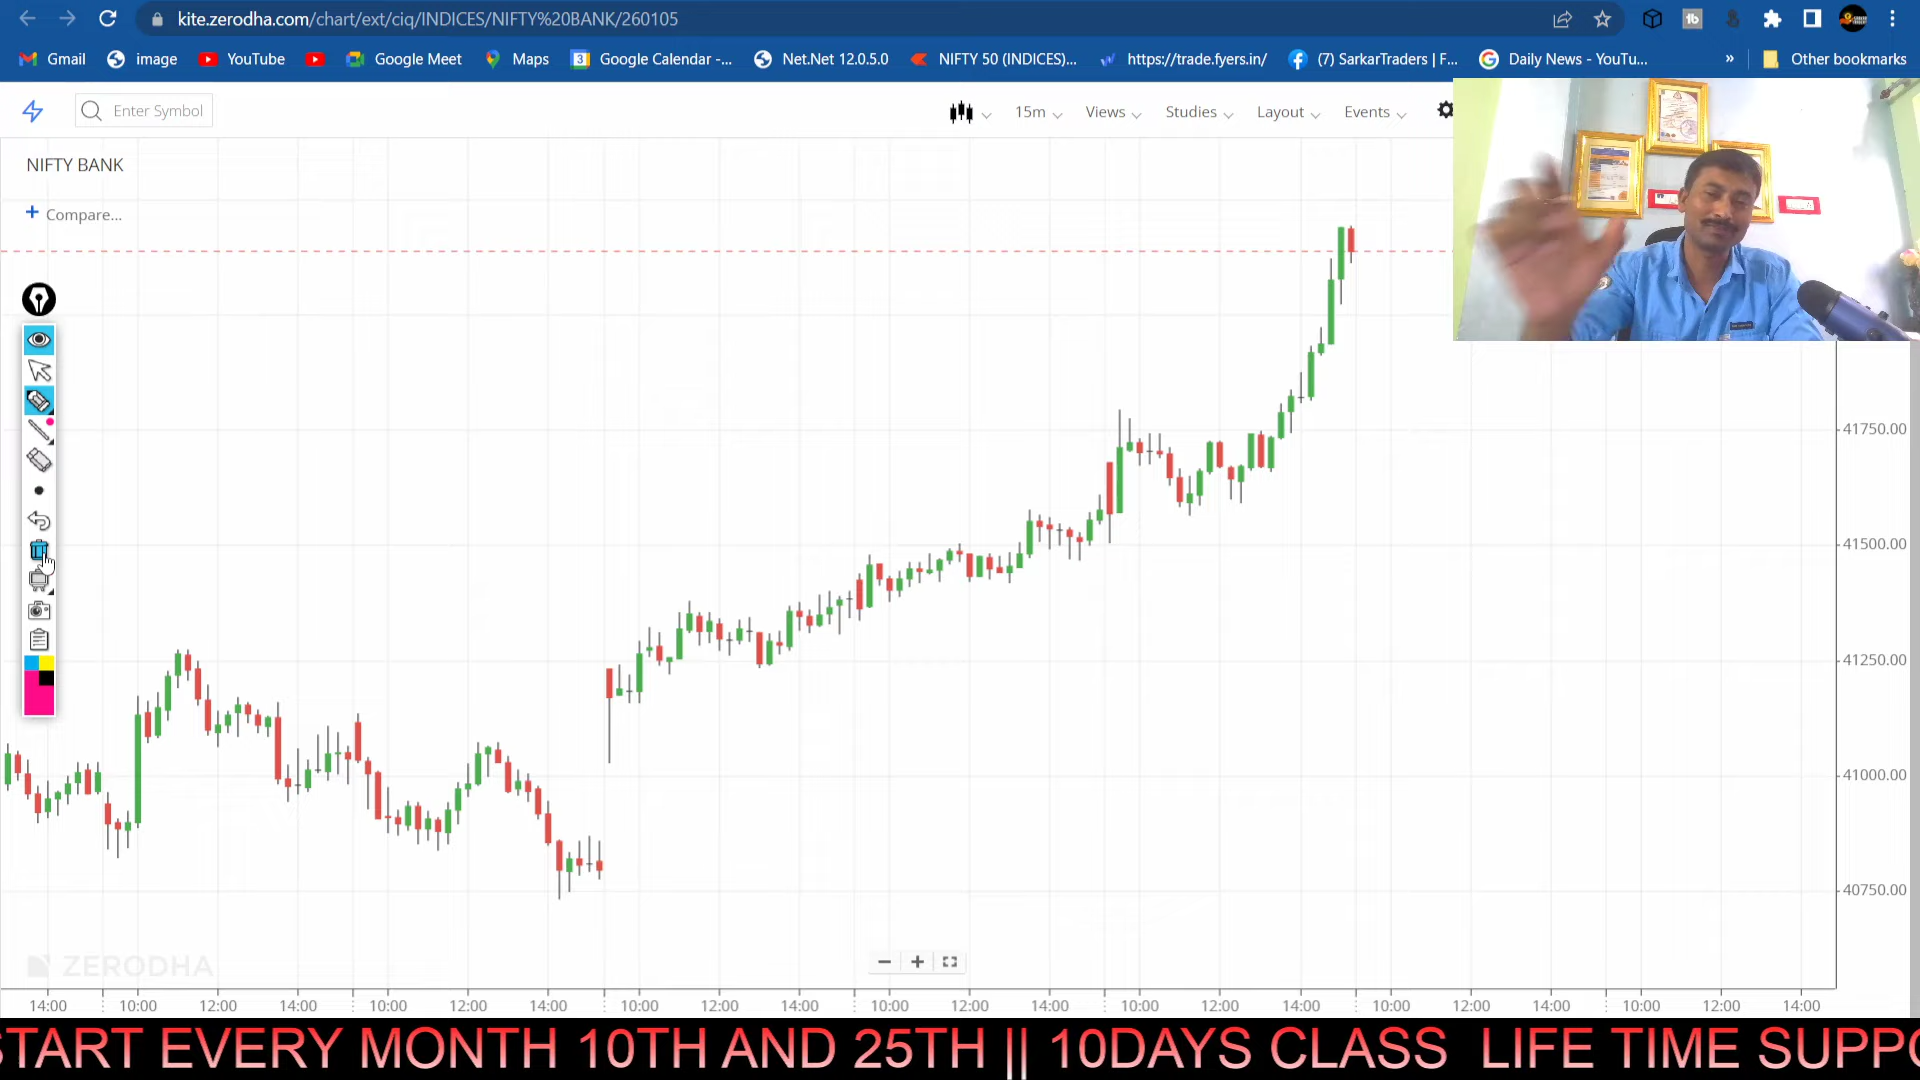 kite.zerodha.com/chart/ext/ciq/INDICES/NIFTY%20BANK/260105
Gmail
image
YouTube
Google Meet
Maps
3
Google Calendar -...
Net.Net 12.0.5.0
NIFTY 50 (INDICES)...
https://trade.fyers.in/
(7) SarkarTraders | F...
Daily News - YouTu...
»
Other bookmarks
Enter Symbol
15m
Views
Studies
Layout
Events
NIFTY BANK
+ Compare...
41750.00
41500.00
41250.00
41000.00
40750.00
ZERODHA
14:00 10:00 12:00 14:00 10:00 12:00 14:00 10:00 12:00 14:00 10:00 12:00 14:00 10:00 12:00 14:00 10:00 12:00 14:00 10:00 12:00 14:00
START EVERY MONTH 10TH AND 25TH || 10DAYS CLASS LIFE TIME SUPPO